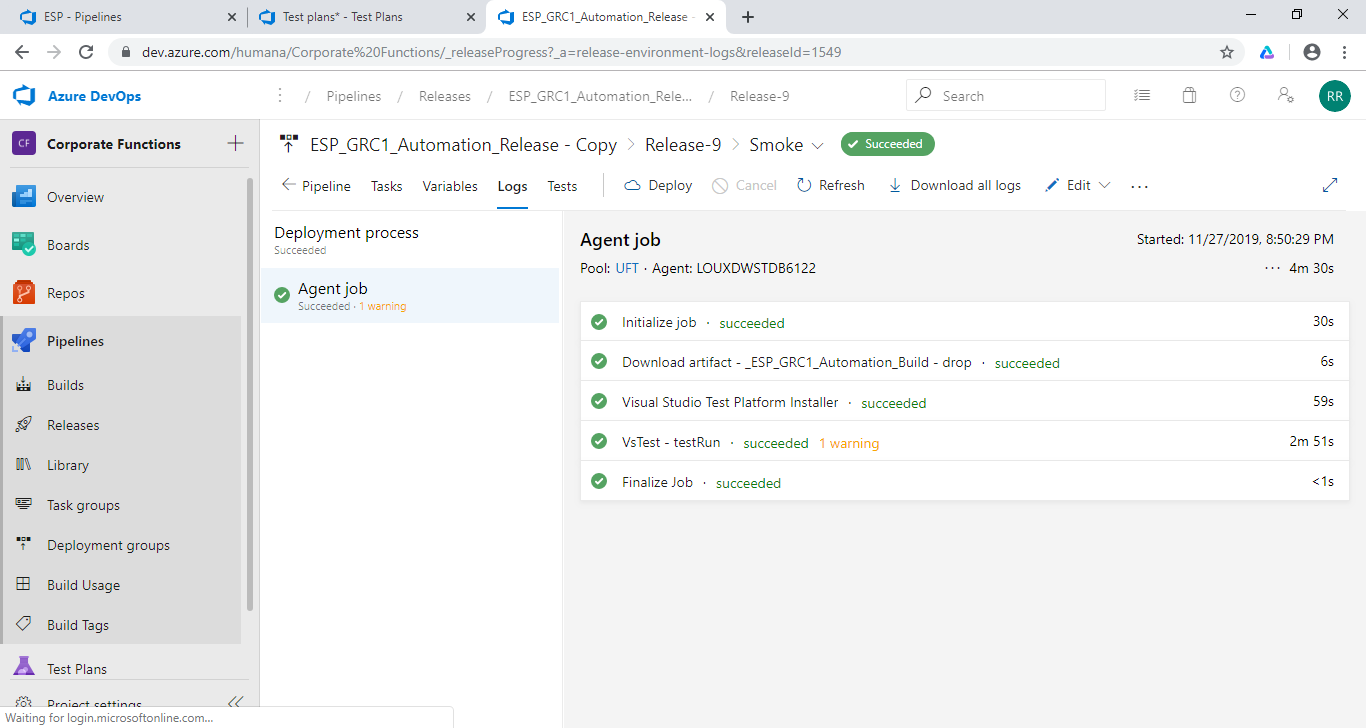 ESP - Pipelines
Test plans* - Test Plans
ESP_GRC1_Automation_Release -
dev.azure.com/humana/Corporate%20Functions/_releaseProgress?_a=release-environment-logs&releaseId=1549
Azure DevOps
/ Pipelines / Releases / ESP_GRC1_Automation_Rele... / Release-9
Search
RR
CF Corporate Functions
Overview
Boards
Repos
Pipelines
Builds
Releases
Library
Task groups
Deployment groups
Build Usage
Build Tags
Test Plans
Project settings
Waiting for login.microsoftonline.com...
ESP_GRC1_Automation_Release - Copy > Release-9 > Smoke Succeeded
Pipeline Tasks Variables Logs Tests Deploy Cancel Refresh Download all logs Edit ...
Deployment process
Succeeded
Agent job
Succeeded · 1 warning
Agent job
Started: 11/27/2019, 8:50:29 PM
Pool: UFT · Agent: LOUXDWSTDB6122
... 4m 30s
Initialize job · succeeded 30s
Download artifact - _ESP_GRC1_Automation_Build - drop · succeeded 6s
Visual Studio Test Platform Installer · succeeded 59s
VsTest - testRun · succeeded 1 warning 2m 51s
Finalize Job · succeeded <1s